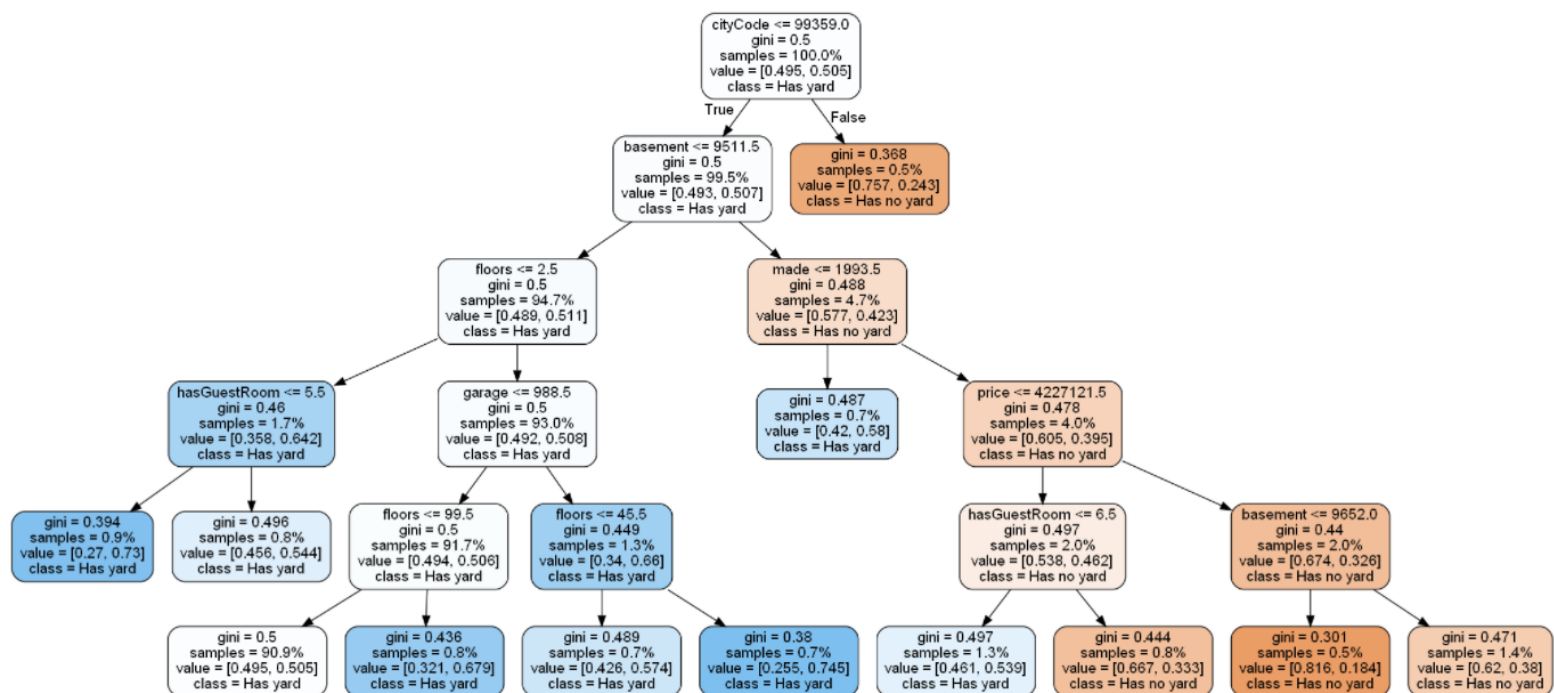 cityCode <= 99359.0
gini = 0.5
samples = 100.0%
value = [0.495, 0.505]
class = Has yard
True
False
basement <= 9511.5
gini = 0.5
samples = 99.5%
value = [0.493, 0.507]
class = Has yard
gini = 0.368
samples = 0.5%
value = [0.757, 0.243]
class = Has no yard
floors <= 2.5
gini = 0.5
samples = 94.7%
value = [0.489, 0.511]
class = Has yard
made <= 1993.5
gini = 0.488
samples = 4.7%
value = [0.577, 0.423]
class = Has no yard
hasGuestRoom <= 5.5
gini = 0.46
samples = 1.7%
value = [0.358, 0.642]
class = Has yard
garage <= 988.5
gini = 0.5
samples = 93.0%
value = [0.492, 0.508]
class = Has yard
gini = 0.487
samples = 0.7%
value = [0.42, 0.58]
class = Has yard
price <= 4227121.5
gini = 0.478
samples = 4.0%
value = [0.605, 0.395]
class = Has no yard
gini = 0.394
samples = 0.9%
value = [0.27, 0.73]
class = Has yard
gini = 0.496
samples = 0.8%
value = [0.456, 0.544]
class = Has yard
floors <= 99.5
gini = 0.5
samples = 91.7%
value = [0.494, 0.506]
class = Has yard
floors <= 45.5
gini = 0.449
samples = 1.3%
value = [0.34, 0.66]
class = Has yard
hasGuestRoom <= 6.5
gini = 0.497
samples = 2.0%
value = [0.538, 0.462]
class = Has no yard
basement <= 9652.0
gini = 0.44
samples = 2.0%
value = [0.674, 0.326]
class = Has no yard
gini = 0.5
samples = 90.9%
value = [0.495, 0.505]
class = Has yard
gini = 0.436
samples = 0.8%
value = [0.321, 0.679]
class = Has yard
gini = 0.489
samples = 0.7%
value = [0.426, 0.574]
class = Has yard
gini = 0.38
samples = 0.7%
value = [0.255, 0.745]
class = Has yard
gini = 0.497
samples = 1.3%
value = [0.461, 0.539]
class = Has yard
gini = 0.444
samples = 0.8%
value = [0.667, 0.333]
class = Has no yard
gini = 0.301
samples = 0.5%
value = [0.816, 0.184]
class = Has no yard
gini = 0.471
samples = 1.4%
value = [0.62, 0.38]
class = Has no yard